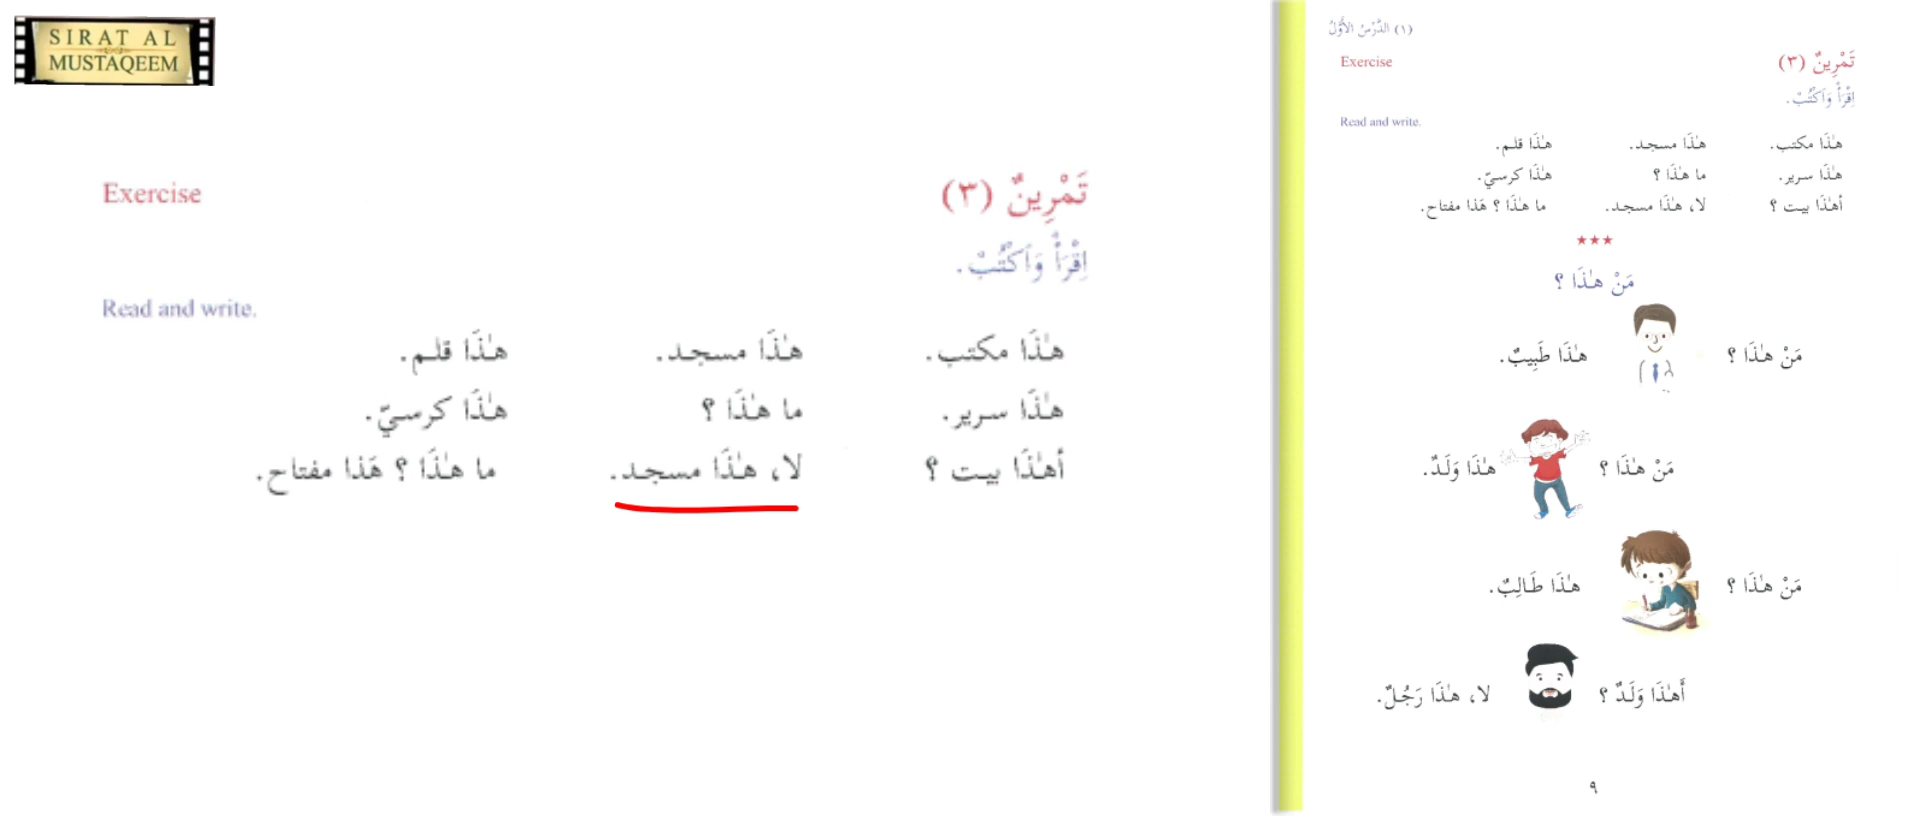 SIRAT AL
MUSTAQEEM
Exercise
تَمْرِينٌ (٣)
اِقْرَأْ وَاكْتُبْ.
Read and write.
هٰذَا مكتب. هٰذَا مسجد. هٰذَا قلم.
هٰذَا سرير. ما هٰذَا ؟ هٰذَا كرسيّ.
أهٰذَا بيت ؟ لا، هٰذَا مسجد. ما هٰذَا ؟ هَذا مفتاح.
(١) الدَّرْسُ الأَوَّلُ
Exercise
تَمْرِينٌ (٣)
اِقْرَأْ وَاكْتُبْ.
Read and write.
هٰذَا مكتب. هٰذَا مسجد. هٰذَا قلم.
هٰذَا سرير. ما هٰذَا ؟ هٰذَا كرسيّ.
أهٰذَا بيت ؟ لا، هٰذَا مسجد. ما هٰذَا ؟ هَذا مفتاح.
★★★
مَنْ هٰذَا ؟
مَنْ هٰذَا ؟ هٰذَا طَبِيبٌ.
مَنْ هٰذَا ؟ هٰذَا وَلَدٌ.
مَنْ هٰذَا ؟ هٰذَا طَالِبٌ.
أَهٰذَا وَلَدٌ ؟ لا، هٰذَا رَجُلٌ.
٩